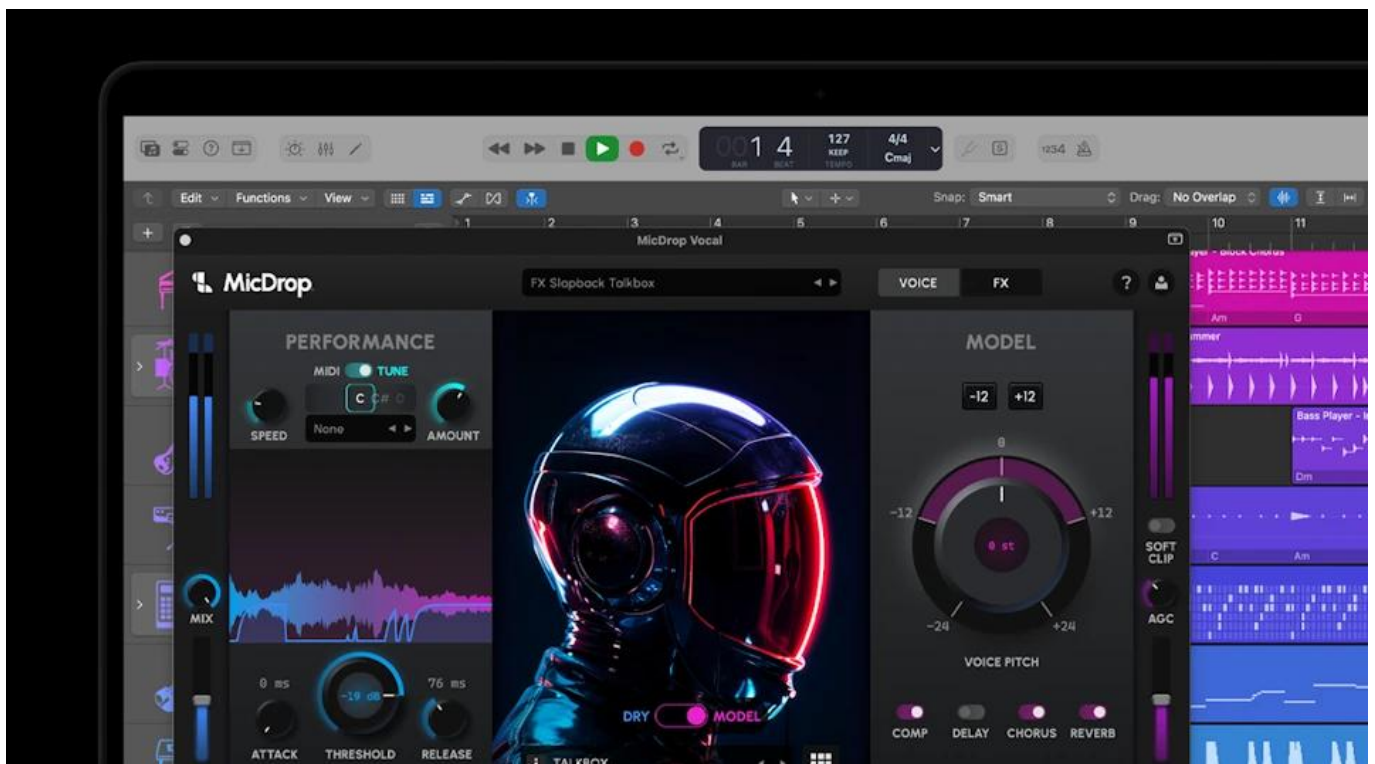 001 4 127 4/4
KEEP Cmaj
BAR BEAT TEMPO
1234
Edit Functions View Snap: Smart Drag: No Overlap
1 2 3 4 5 6 7 8 9 10 11
MicDrop Vocal
MicDrop FX Slapback Talkbox VOICE FX ?
Am G
PERFORMANCE
MIDI TUNE
C C# D
SPEED None AMOUNT
MODEL
-12 +12
0
-12 +12
0 st
-24 +24
VOICE PITCH
Bass Player - I
Dm
SOFT
CLIP
C Am
MIX
AGC
0 ms -19 dB 76 ms
ATTACK THRESHOLD RELEASE
DRY MODEL
COMP DELAY CHORUS REVERB
TALKBOX